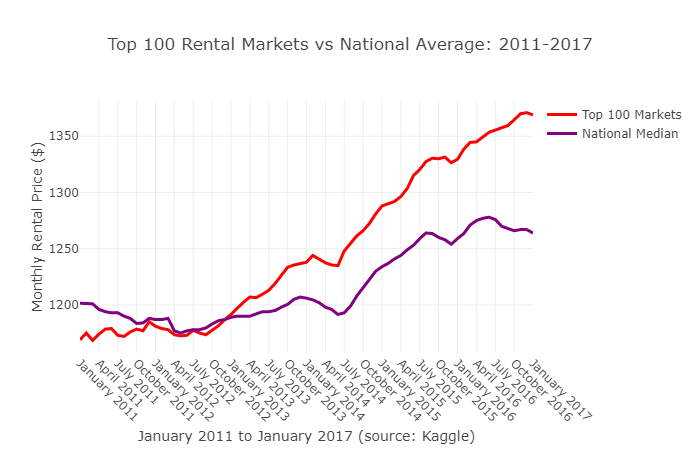 Top 100 Rental Markets vs National Average: 2011-2017
Top 100 Markets
National Median
Monthly Rental Price ($)
1350
1300
1250
1200
January 2011
April 2011
July 2011
October 2011
January 2012
April 2012
July 2012
October 2012
January 2013
April 2013
July 2013
October 2013
January 2014
April 2014
July 2014
October 2014
January 2015
April 2015
July 2015
October 2015
January 2016
April 2016
July 2016
October 2016
January 2017
January 2011 to January 2017 (source: Kaggle)